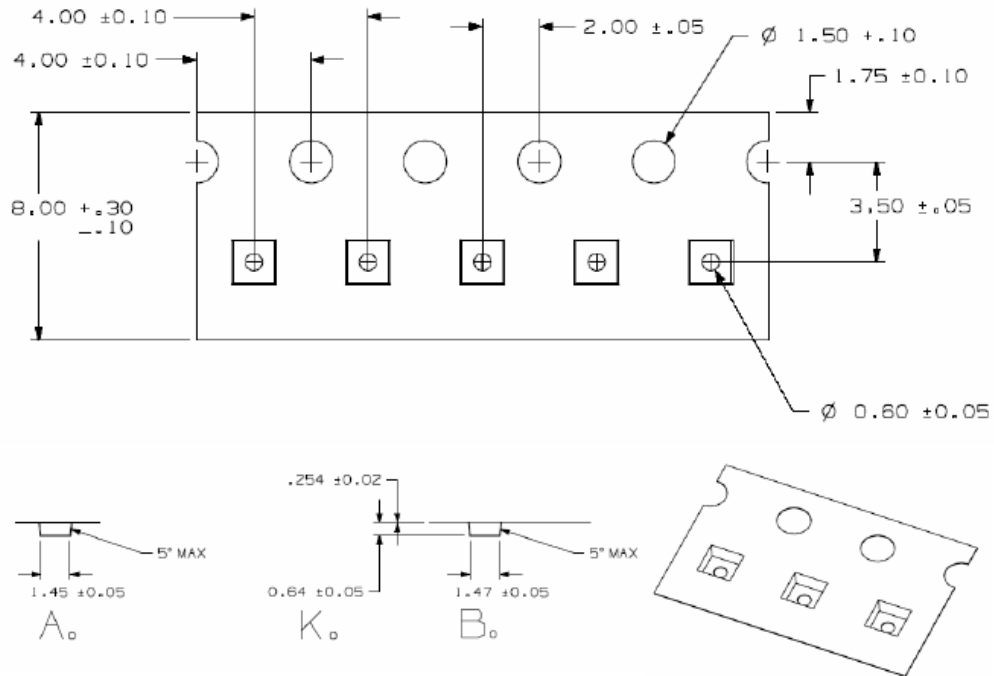 4.00 ±0.10
4.00 ±0.10
2.00 ±.05
Ø 1.50 +.10
1.75 ±0.10
8.00 +.30
-.10
3.50 ±.05
Ø 0.60 ±0.05
.254 ±0.02
5° MAX
5° MAX
1.45 ±0.05
0.64 ±0.05
1.47 ±0.05
A₀
K₀
B₀